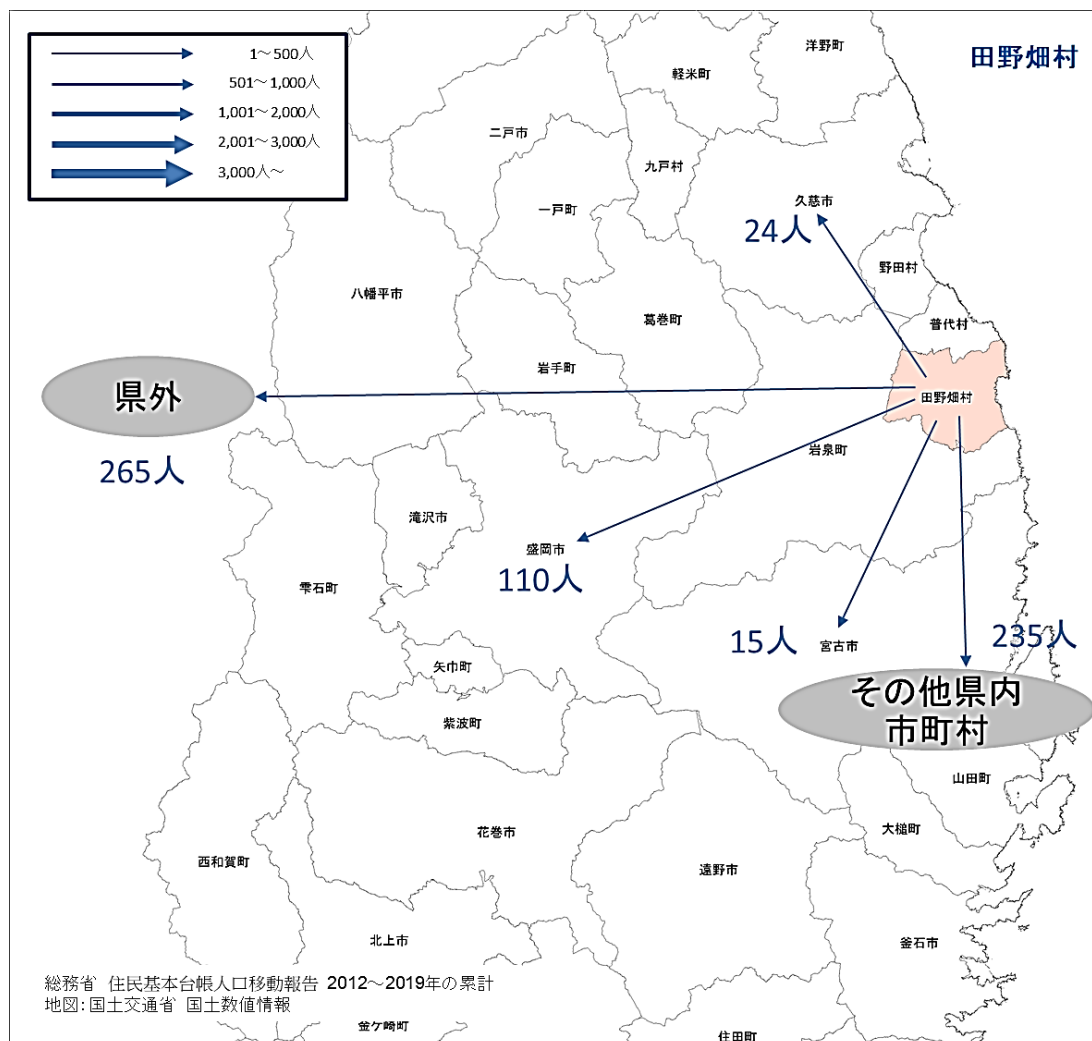 1～500人
501～1,000人
1,001～2,000人
2,001～3,000人
3,000人～
田野畑村
洋野町
軽米町
二戸市
九戸村
一戸町
久慈市
24人
野田村
八幡平市
葛巻町
普代村
岩手町
県外
田野畑村
265人
岩泉町
滝沢市
盛岡市
110人
雫石町
15人
宮古市
235人
矢巾町
その他県内
市町村
紫波町
山田町
花巻市
大槌町
西和賀町
遠野市
北上市
釜石市
総務省 住民基本台帳人口移動報告 2012～2019年の累計
地図：国土交通省 国土数値情報
金ケ崎町
住田町